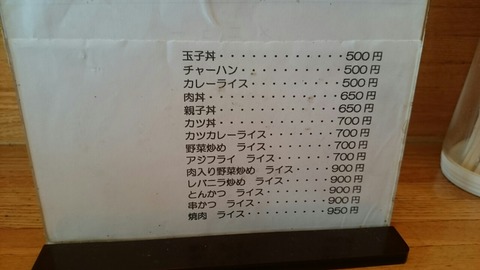 玉子丼・・・・・・・・・・・・500円
チャーハン・・・・・・・・・・500円
カレーライス・・・・・・・・・500円
肉丼・・・・・・・・・・・・・650円
親子丼・・・・・・・・・・・・650円
カツ丼・・・・・・・・・・・・700円
カツカレーライス・・・・・・・700円
野菜炒め ライス・・・・・・・700円
アジフライ ライス・・・・・・700円
肉入り野菜炒め ライス・・・・900円
レバニラ炒め ライス・・・・・900円
とんかつ ライス・・・・・・・900円
串かつ ライス・・・・・・・・900円
焼肉 ライス・・・・・・・・・950円